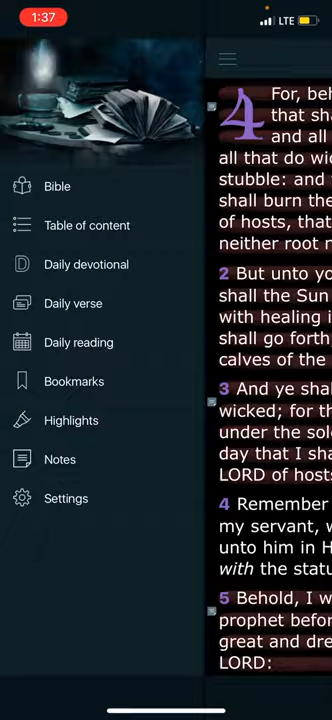 1:37
LTE
Bible
Table of content
Daily devotional
Daily verse
Daily reading
Bookmarks
Highlights
Notes
Settings
4 For, beh
that sha
and all
all that do wic
stubble: and
shall burn the
of hosts, that
neither root n
2 But unto yo
shall the Sun
with healing i
shall go forth
calves of the
3 And ye shal
wicked; for th
under the sole
day that I sha
LORD of hosts
4 Remember
my servant, w
unto him in H
with the statu
5 Behold, I w
prophet befor
great and dre
LORD: